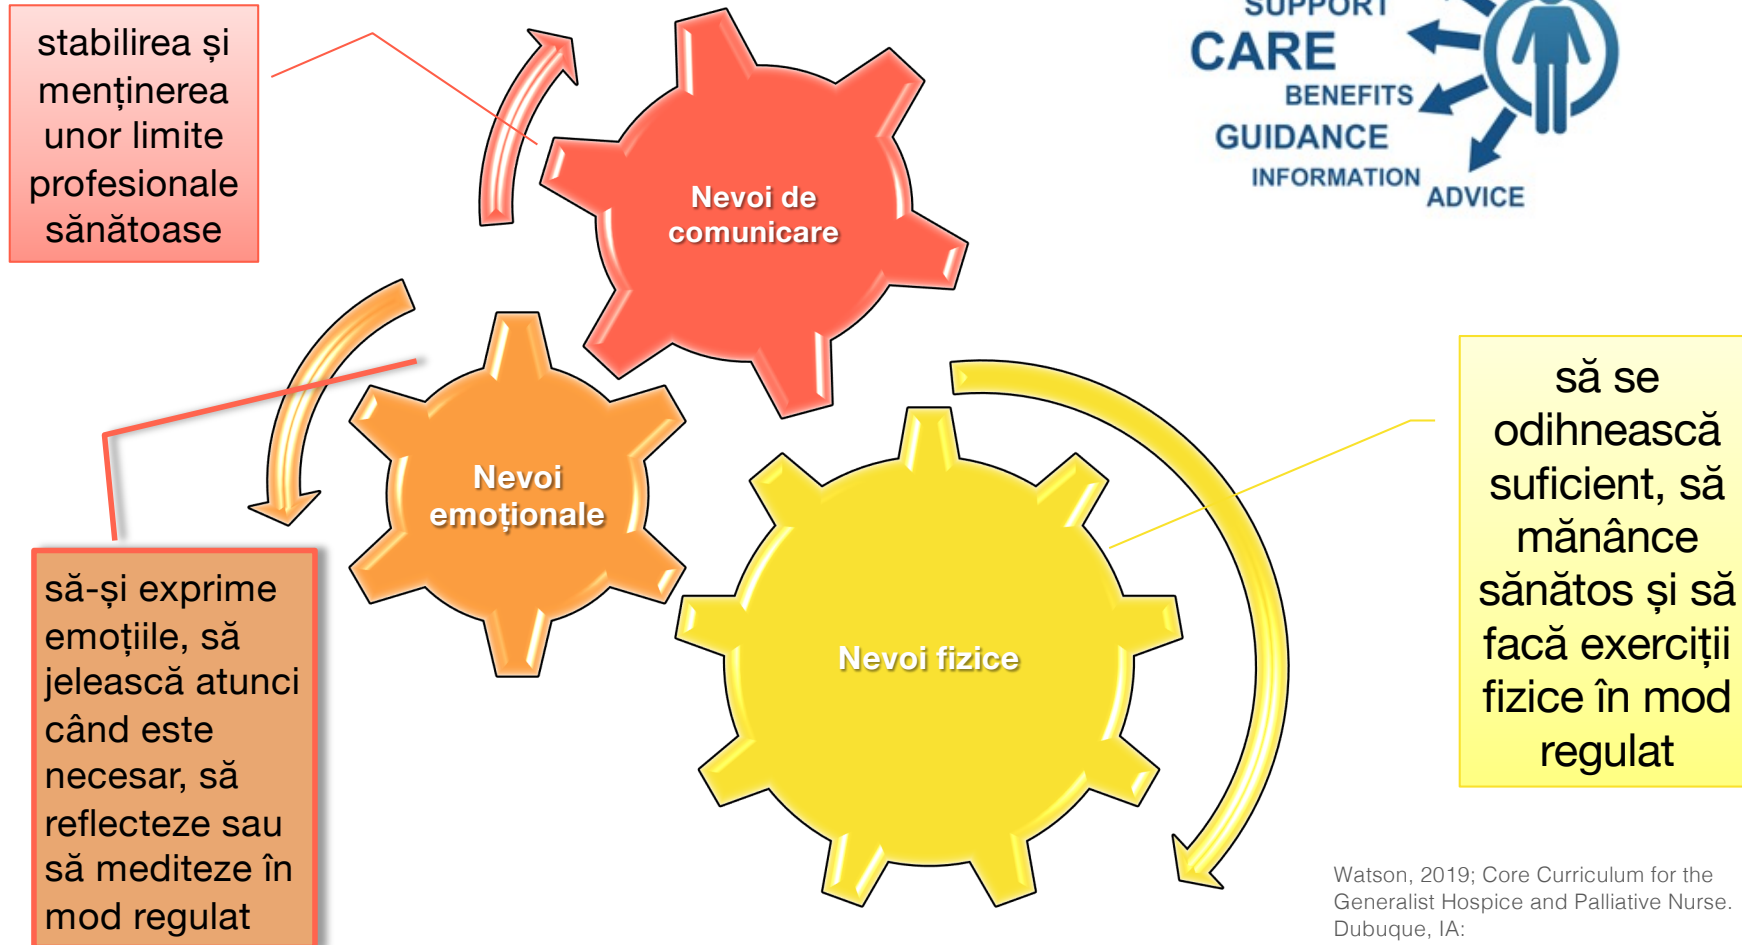 stabilirea și
menținerea
unor limite
profesionale
sănătoase
SUPPORT
CARE
BENEFITS
GUIDANCE
INFORMATION
ADVICE
Nevoi de
comunicare
Nevoi
emoționale
Nevoi fizice
să-și exprime
emoțiile, să
jelească atunci
când este
necesar, să
reflecteze sau
să mediteze în
mod regulat
să se
odihnească
suficient, să
mănânce
sănătos și să
facă exerciții
fizice în mod
regulat
Watson, 2019; Core Curriculum for the
Generalist Hospice and Palliative Nurse.
Dubuque, IA: